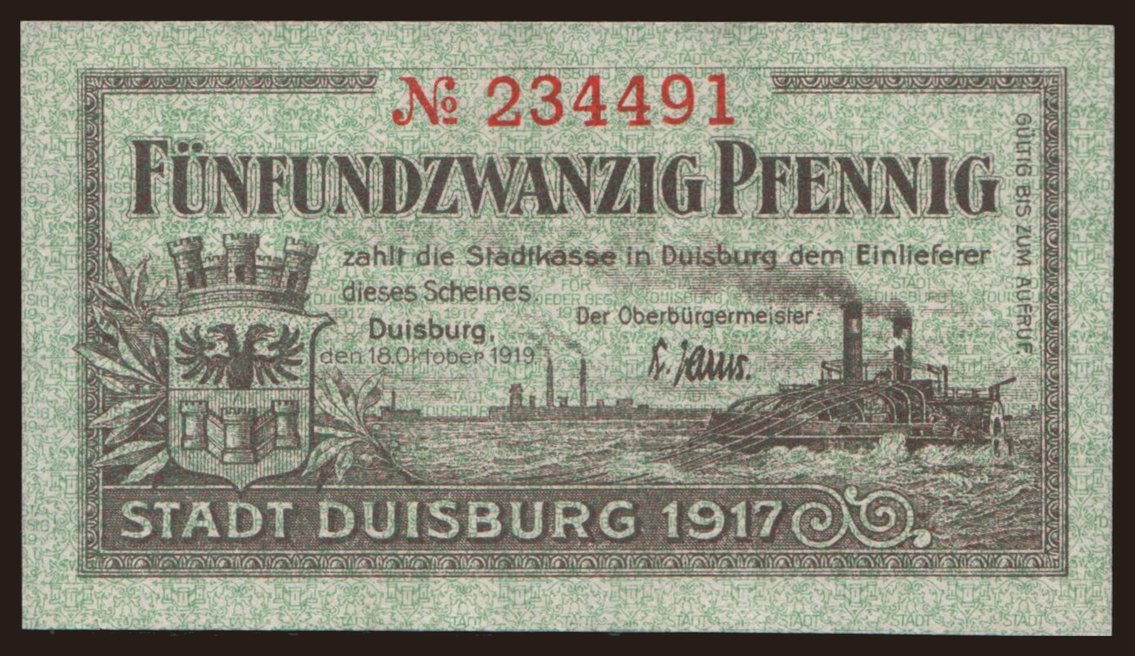 № 234491
FÜNFUNDZWANZIG PFENNIG
zahlt die Stadtkasse in Duisburg dem Einlieferer
dieses Scheines.
Duisburg,
den 18.Oktober 1919
Der Oberbürgermeister:
GÜLTIG BIS ZUM AUFRUF.
STADT DUISBURG 1917